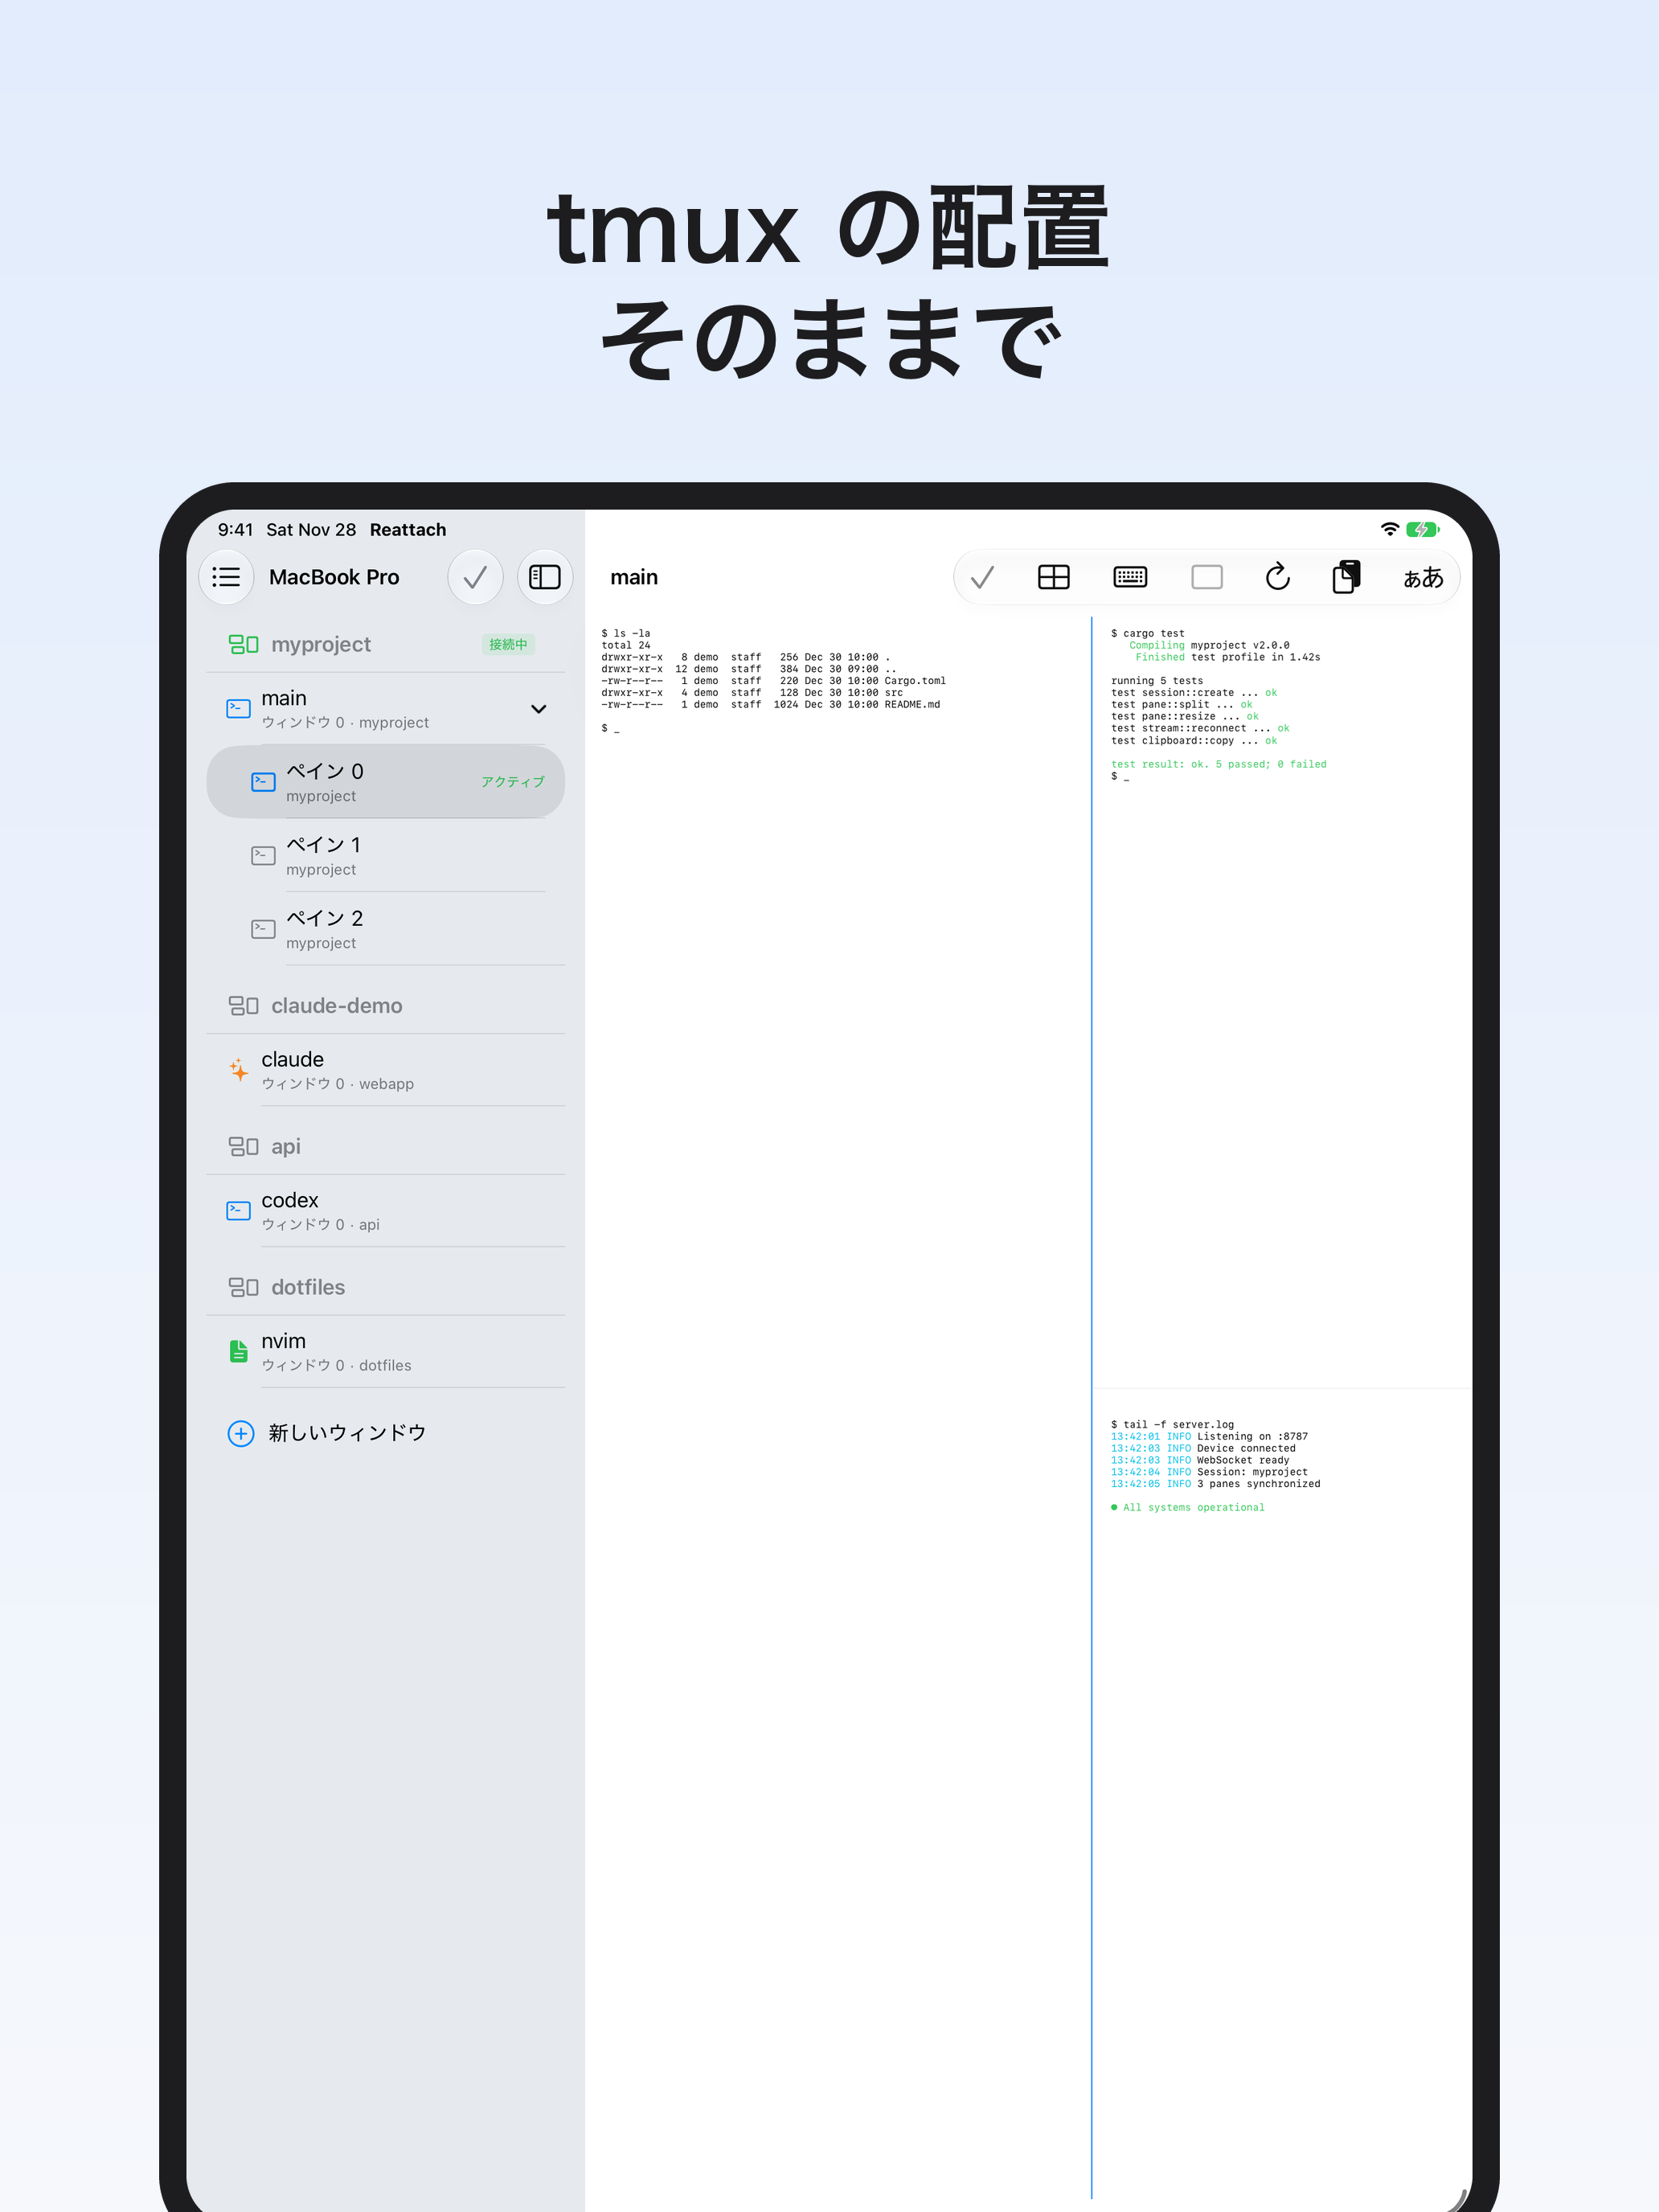 tmux の配置
そのままで
9:41 Sat Nov 28 Reattach
MacBook Pro
myproject 接続中
main
ウィンドウ 0 · myproject
ペイン 0
myproject
アクティブ
ペイン 1
myproject
ペイン 2
myproject
claude-demo
claude
ウィンドウ 0 · webapp
api
codex
ウィンドウ 0 · api
dotfiles
nvim
ウィンドウ 0 · dotfiles
新しいウィンドウ
main
ああ
$ ls -la
total 24
drwxr-xr-x   8 demo  staff   256 Dec 30 10:00 .
drwxr-xr-x  12 demo  staff   384 Dec 30 09:00 ..
-rw-r--r--   1 demo  staff   220 Dec 30 10:00 Cargo.toml
drwxr-xr-x   4 demo  staff   128 Dec 30 10:00 src
-rw-r--r--   1 demo  staff  1024 Dec 30 10:00 README.md
$ _
$ cargo test
   Compiling myproject v2.0.0
    Finished test profile in 1.42s
running 5 tests
test session::create ... ok
test pane::split ... ok
test pane::resize ... ok
test stream::reconnect ... ok
test clipboard::copy ... ok
test result: ok. 5 passed; 0 failed
$ _
$ tail -f server.log
13:42:01 INFO Listening on :8787
13:42:03 INFO Device connected
13:42:03 INFO WebSocket ready
13:42:04 INFO Session: myproject
13:42:05 INFO 3 panes synchronized
● All systems operational